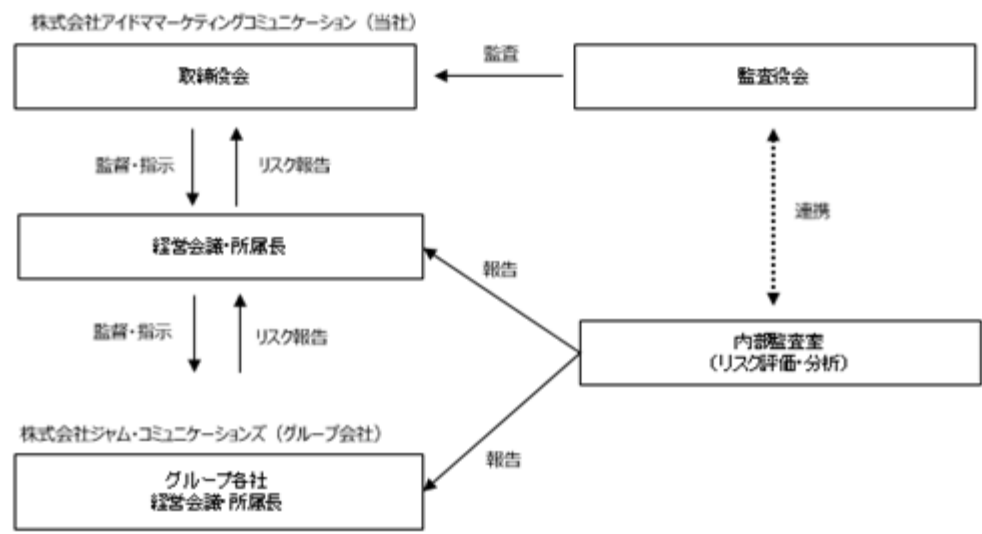 株式会社アイドママーケティングコミュニケーション（当社）
取締役会
監査
監査役会
監督・指示
リスク報告
連携
経営会議・所属長
報告
監督・指示
リスク報告
内部監査室
（リスク評価・分析）
株式会社ジャム・コミュニケーションズ（グループ会社）
報告
グループ各社
経営会議・所属長